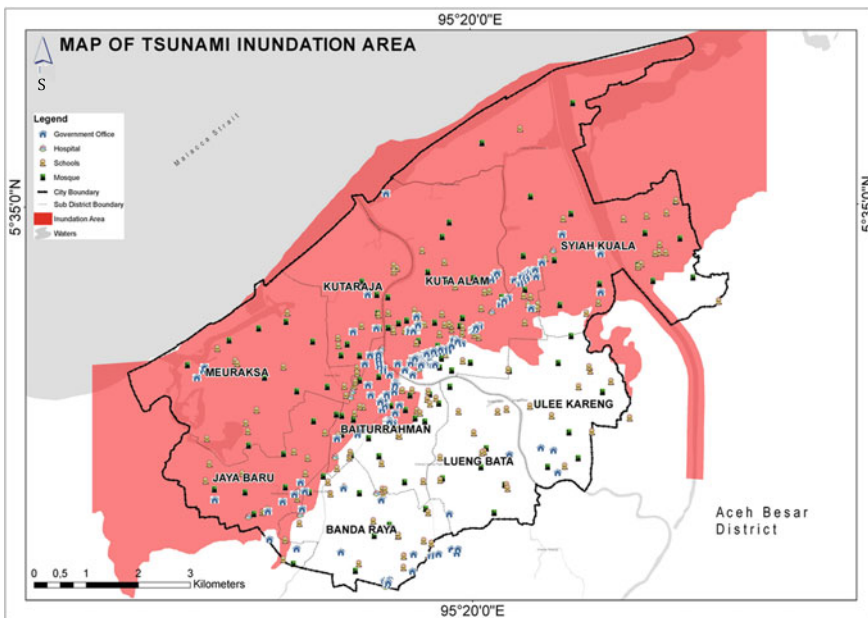 95°20'0"E
MAP OF TSUNAMI INUNDATION AREA
S
Legend
Government Office
Hospital
Schools
Mosque
City Boundary
Sub District Boundary
Inundation Area
Waters
Malacca Strait
5°35'0"N
5°35'0"N
SYIAH KUALA
KUTARAJA
KUTA ALAM
MEURAKSA
ULEE KARENG
BAITURRAHMAN
LUENG BATA
JAYA BARU
BANDA RAYA
Aceh Besar
District
0 0,5 1 2 3
Kilometers
95°20'0"E